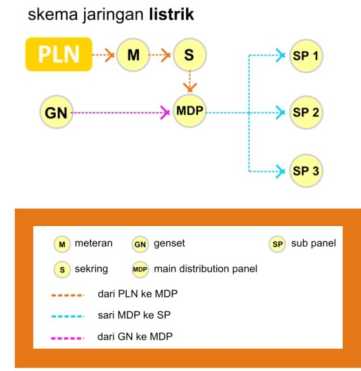 skema jaringan listrik
PLN M S SP 1
GN MDP SP 2
SP 3
M meteran GN genset SP sub panel
S sekring MDP main distribution panel
dari PLN ke MDP
sari MDP ke SP
dari GN ke MDP